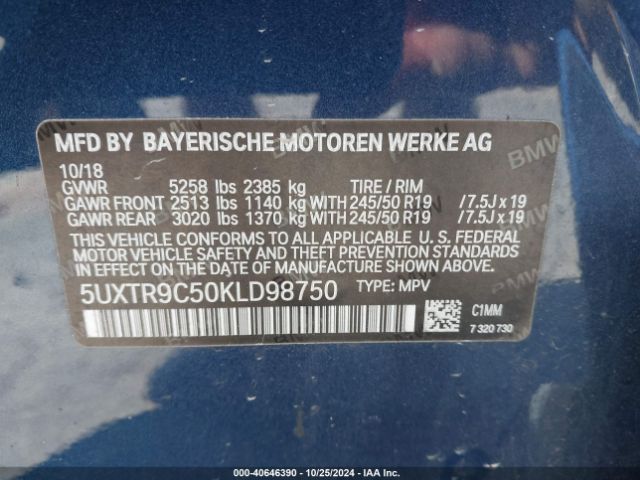 MFD BY BAYERISCHE MOTOREN WERKE AG
10/18
GVWR 5258 lbs 2385 kg TIRE / RIM
GAWR FRONT 2513 lbs 1140 kg WITH 245/50 R19 / 7.5J x 19
GAWR REAR 3020 lbs 1370 kg WITH 245/50 R19 / 7.5J x 19
THIS VEHICLE CONFORMS TO ALL APPLICABLE U. S. FEDERAL
MOTOR VEHICLE SAFETY, BUMPER, AND THEFT PREVENTION STANDARDS
IN EFFECT ON THE DATE OF MANUFACTURE SHOWN ABOVE.
5UXTR9C50KLD98750 TYPE: MPV
C1MM
7 320 730
BMW
BMW
BMW
000-40646390 - 10/25/2024 - IAA Inc.